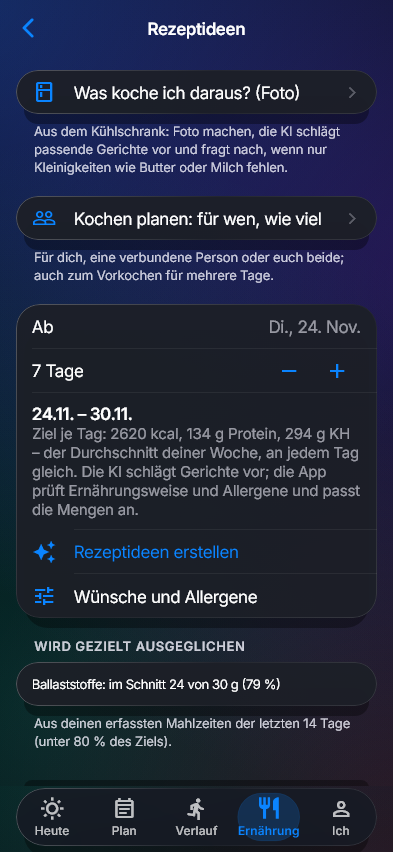 Rezeptideen
Was koche ich daraus? (Foto)
Aus dem Kühlschrank: Foto machen, die KI schlägt
passende Gerichte vor und fragt nach, wenn nur
Kleinigkeiten wie Butter oder Milch fehlen.
Kochen planen: für wen, wie viel
Für dich, eine verbundene Person oder euch beide;
auch zum Vorkochen für mehrere Tage.
Ab Di., 24. Nov.
7 Tage − +
24.11. – 30.11.
Ziel je Tag: 2620 kcal, 134 g Protein, 294 g KH
– der Durchschnitt deiner Woche, an jedem Tag
gleich. Die KI schlägt Gerichte vor; die App
prüft Ernährungsweise und Allergene und passt
die Mengen an.
Rezeptideen erstellen
Wünsche und Allergene
WIRD GEZIELT AUSGEGLICHEN
Ballaststoffe: im Schnitt 24 von 30 g (79 %)
Aus deinen erfassten Mahlzeiten der letzten 14 Tage
(unter 80 % des Ziels).
Heute Plan Verlauf Ernährung Ich